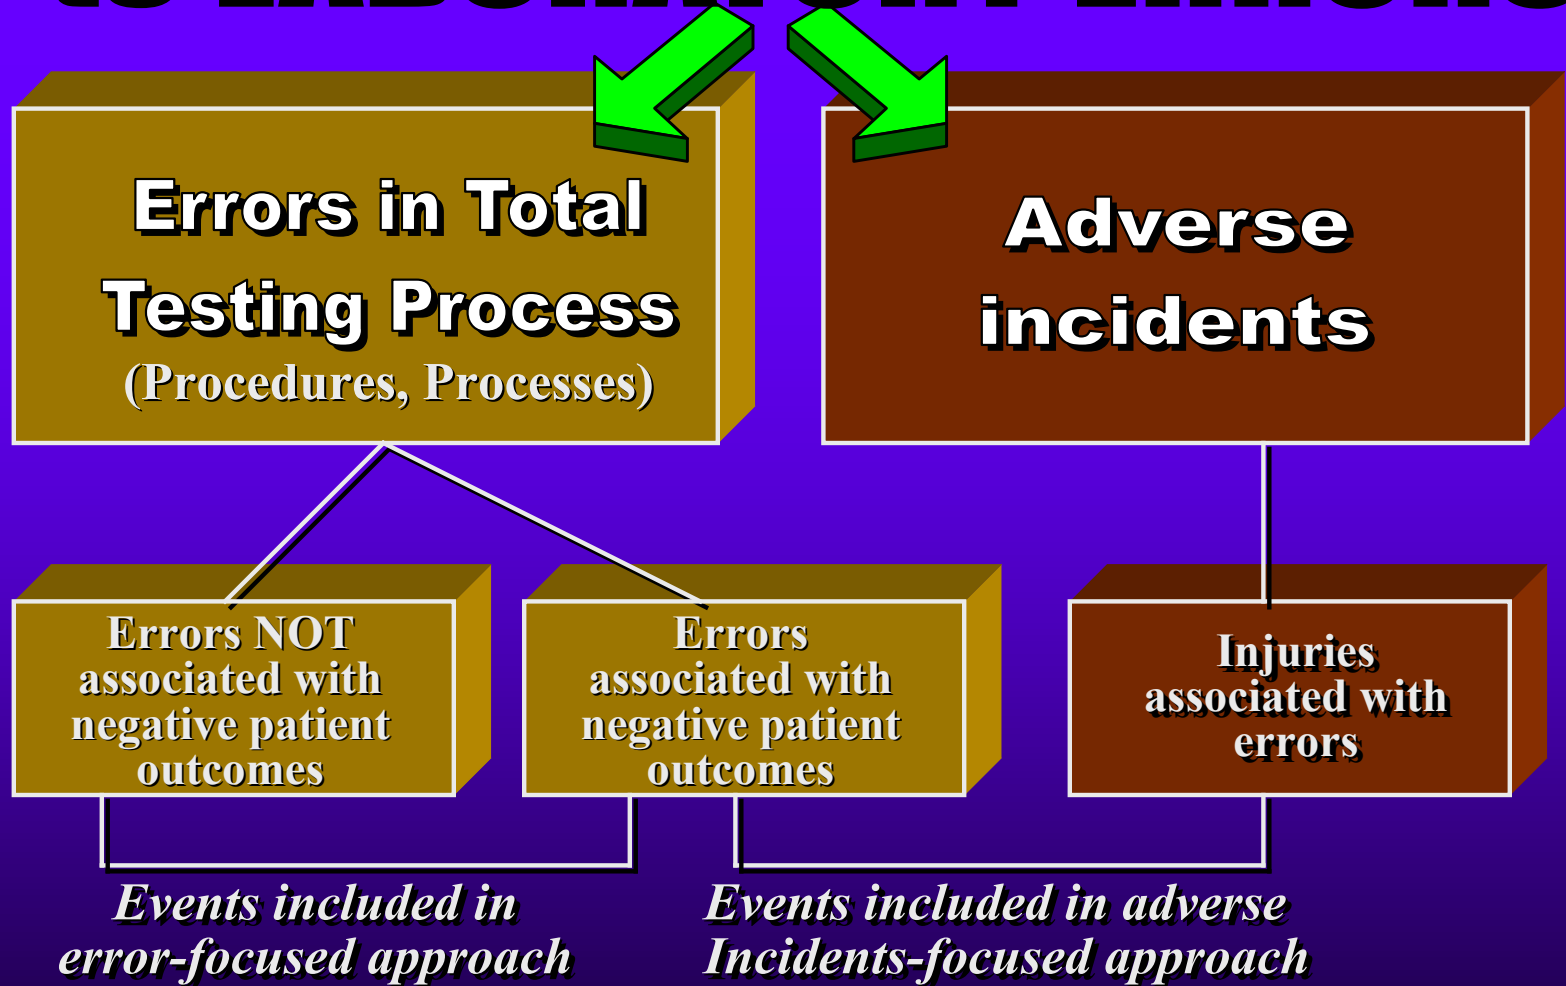 Errors in Total
Testing Process
(Procedures, Processes)
Adverse
incidents
Errors NOT
associated with
negative patient
outcomes
Errors
associated with
negative patient
outcomes
Injuries
associated with
errors
Events included in
error-focused approach
Events included in adverse
Incidents-focused approach